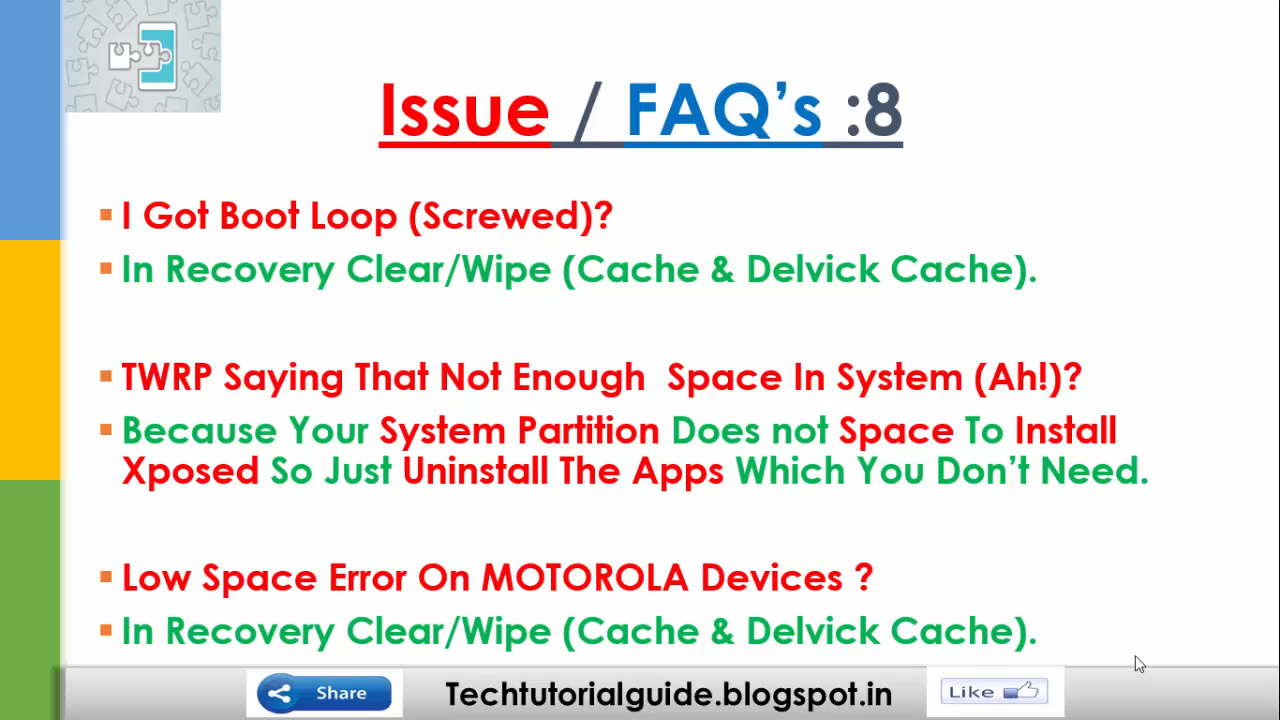 Issue / FAQ’s :8
I Got Boot Loop (Screwed)?
In Recovery Clear/Wipe (Cache & Delvick Cache).
TWRP Saying That Not Enough  Space In System (Ah!)?
Because Your System Partition Does not Space To Install
Xposed So Just Uninstall The Apps Which You Don’t Need.
Low Space Error On MOTOROLA Devices ?
In Recovery Clear/Wipe (Cache & Delvick Cache).
Share Techtutorialguide.blogspot.in Like